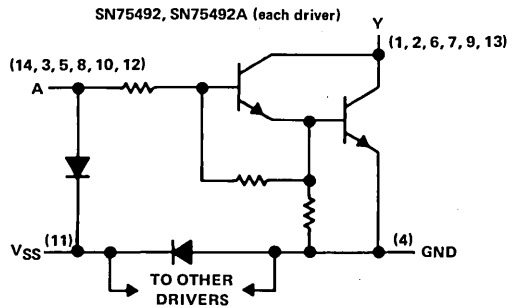 SN75492, SN75492A (each driver)
Y
(1, 2, 6, 7, 9, 13)
(14, 3, 5, 8, 10, 12)
A
VSS
(11)
(4)
GND
TO OTHER
DRIVERS